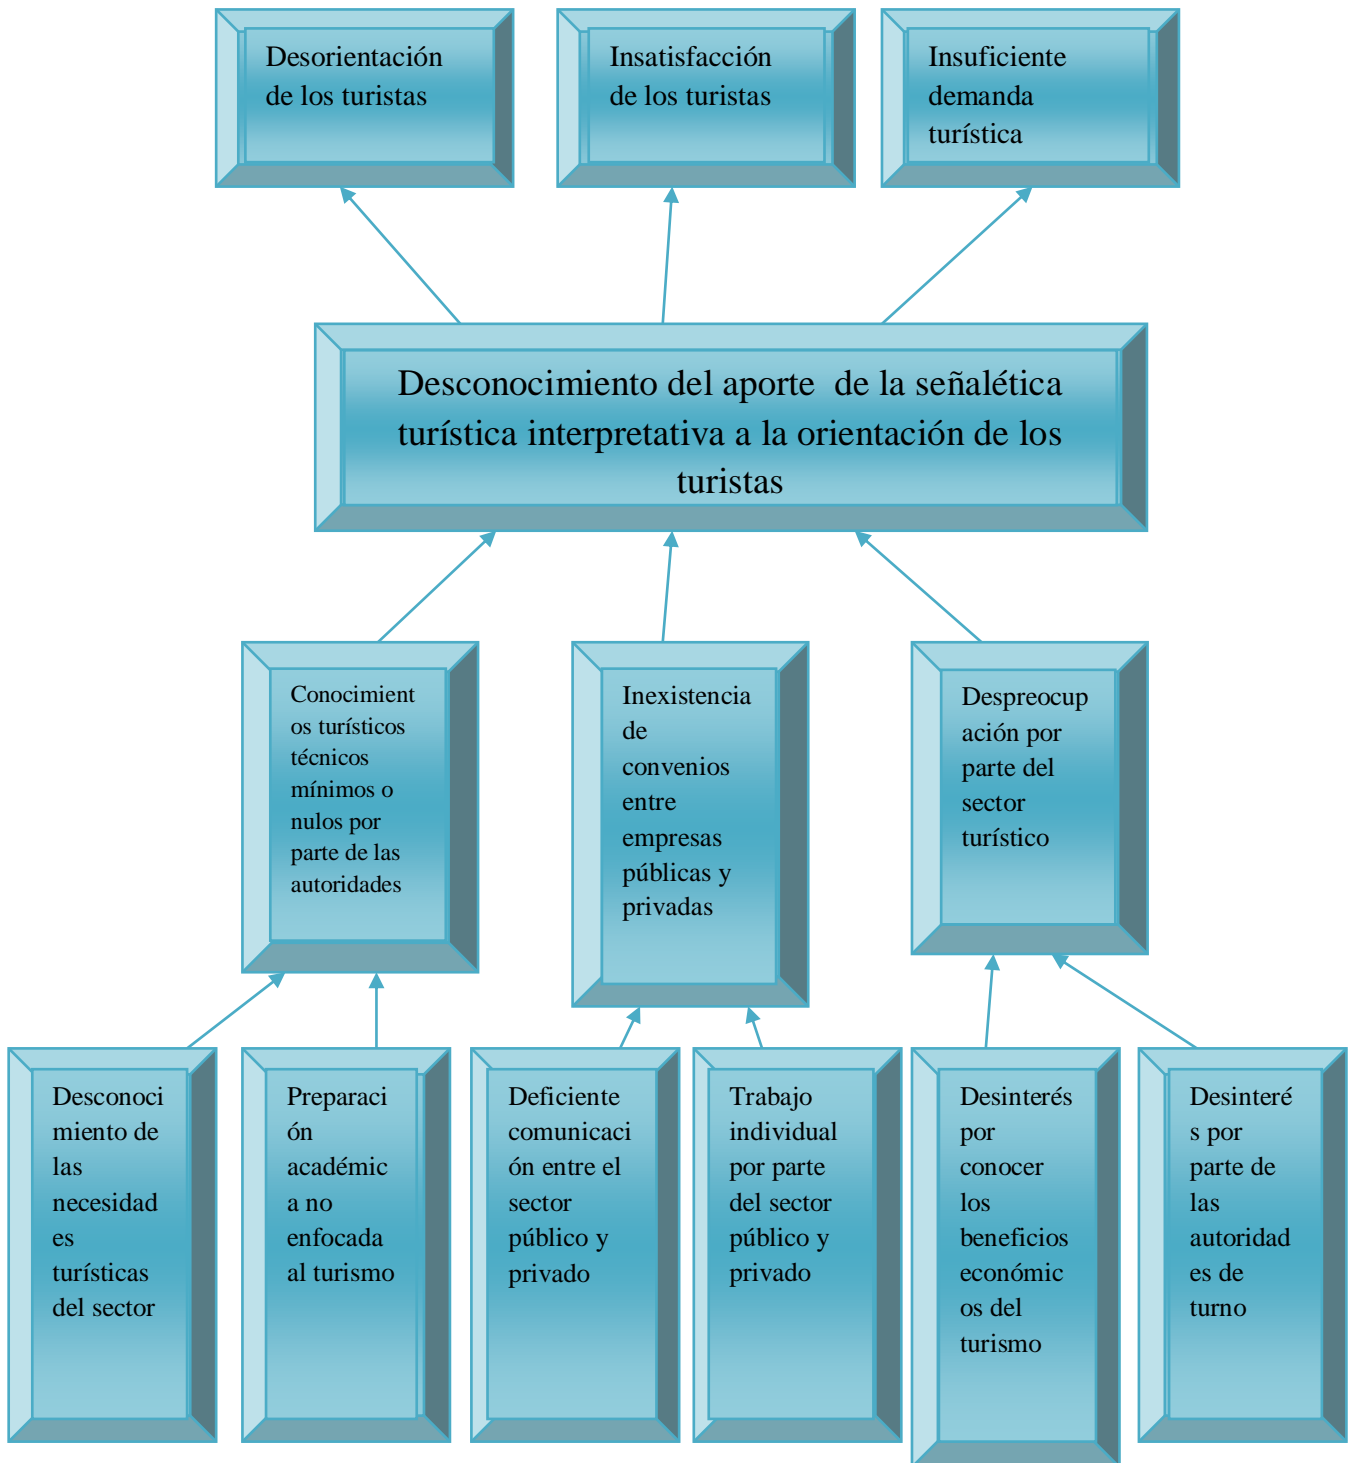 Desorientación
de los turistas
Insatisfacción
de los turistas
Insuficiente
demanda
turística
Desconocimiento del aporte  de la señalética
turística interpretativa a la orientación de los
turistas
Conocimient
os turísticos
técnicos
mínimos o
nulos por
parte de las
autoridades
Inexistencia
de
convenios
entre
empresas
públicas y
privadas
Despreocup
ación por
parte del
sector
turístico
Desconoci
miento de
las
necesidad
es
turísticas
del sector
Preparaci
ón
académic
a no
enfocada
al turismo
Deficiente
comunicaci
ón entre el
sector
público y
privado
Trabajo
individual
por parte
del sector
público y
privado
Desinterés
por
conocer
los
beneficios
económic
os del
turismo
Desinteré
s por
parte de
las
autoridad
es de
turno